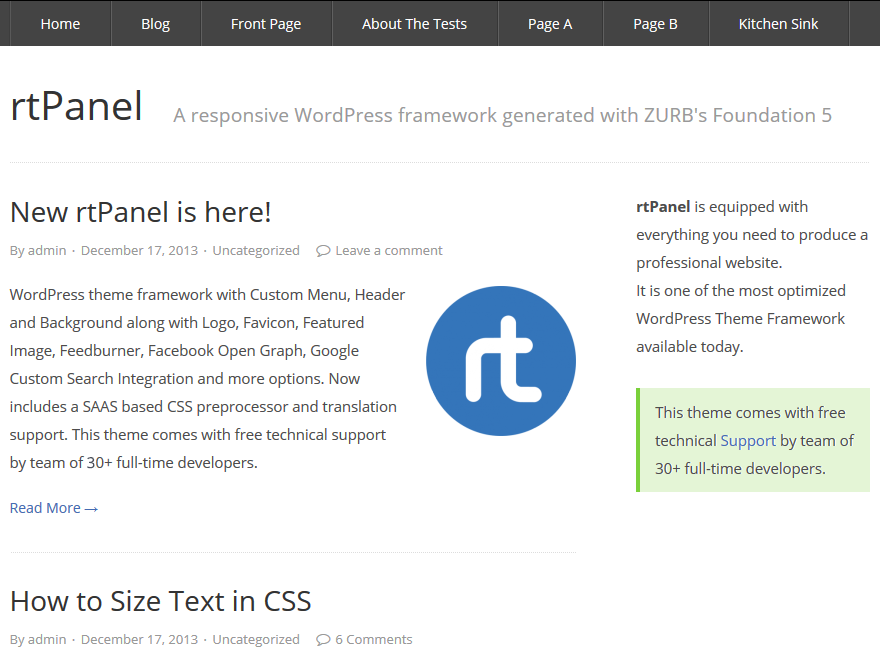 Home Blog Front Page About The Tests Page A Page B Kitchen Sink
rtPanel A responsive WordPress framework generated with ZURB's Foundation 5
New rtPanel is here!
By admin · December 17, 2013 · Uncategorized Leave a comment
WordPress theme framework with Custom Menu, Header
and Background along with Logo, Favicon, Featured
Image, Feedburner, Facebook Open Graph, Google
Custom Search Integration and more options. Now
includes a SAAS based CSS preprocessor and translation
support. This theme comes with free technical support
by team of 30+ full-time developers.
rt
Read More →
How to Size Text in CSS
By admin · December 17, 2013 · Uncategorized 6 Comments
rtPanel is equipped with
everything you need to produce a
professional website.
It is one of the most optimized
WordPress Theme Framework
available today.
This theme comes with free
technical Support by team of
30+ full-time developers.